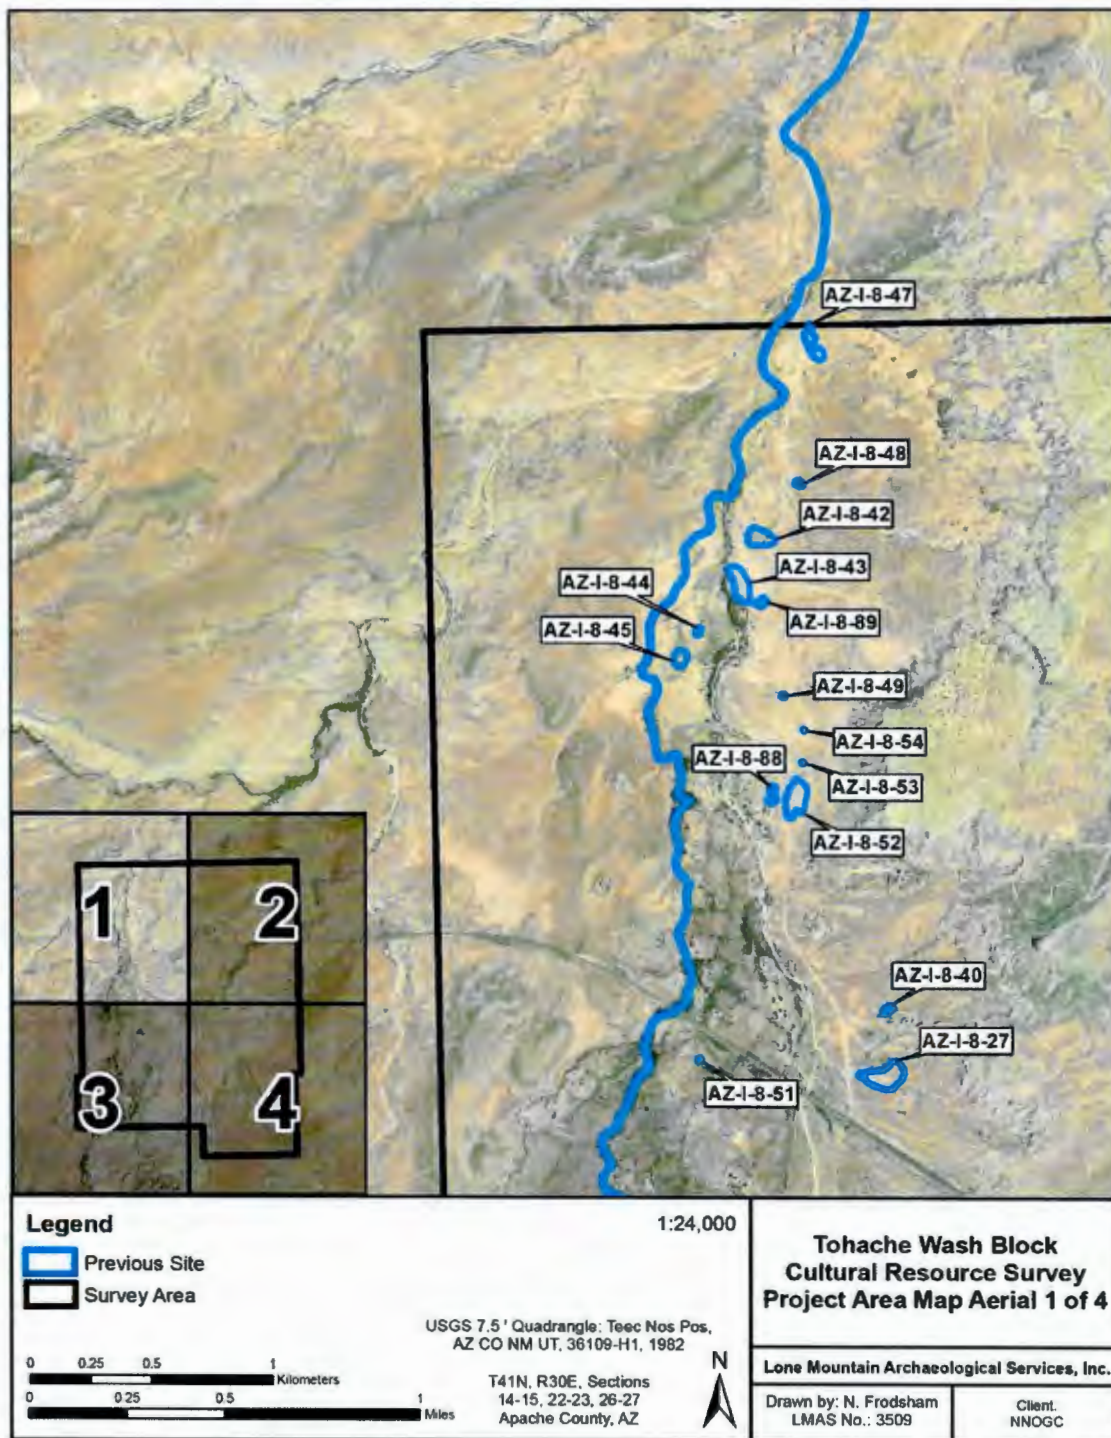 AZ-I-8-47
AZ-I-8-48
AZ-I-8-42
AZ-I-8-43
AZ-I-8-44
AZ-I-8-89
AZ-I-8-45
AZ-I-8-49
AZ-I-8-54
AZ-I-8-88
AZ-I-8-53
AZ-I-8-52
1
2
3
4
AZ-I-8-40
AZ-I-8-27
AZ-I-8-51
Legend
1:24,000
Previous Site
Survey Area
USGS 7.5 ' Quadrangle: Teec Nos Pos,
AZ CO NM UT, 36109-H1, 1982
0 0.25 0.5 1
Kilometers
0 0.25 0.5 1
Miles
T41N, R30E, Sections
14-15, 22-23, 26-27
Apache County, AZ
N
Tohache Wash Block
Cultural Resource Survey
Project Area Map Aerial 1 of 4
Lone Mountain Archaeological Services, Inc.
Drawn by: N. Frodsham
LMAS No.: 3509
Client.
NNOGC